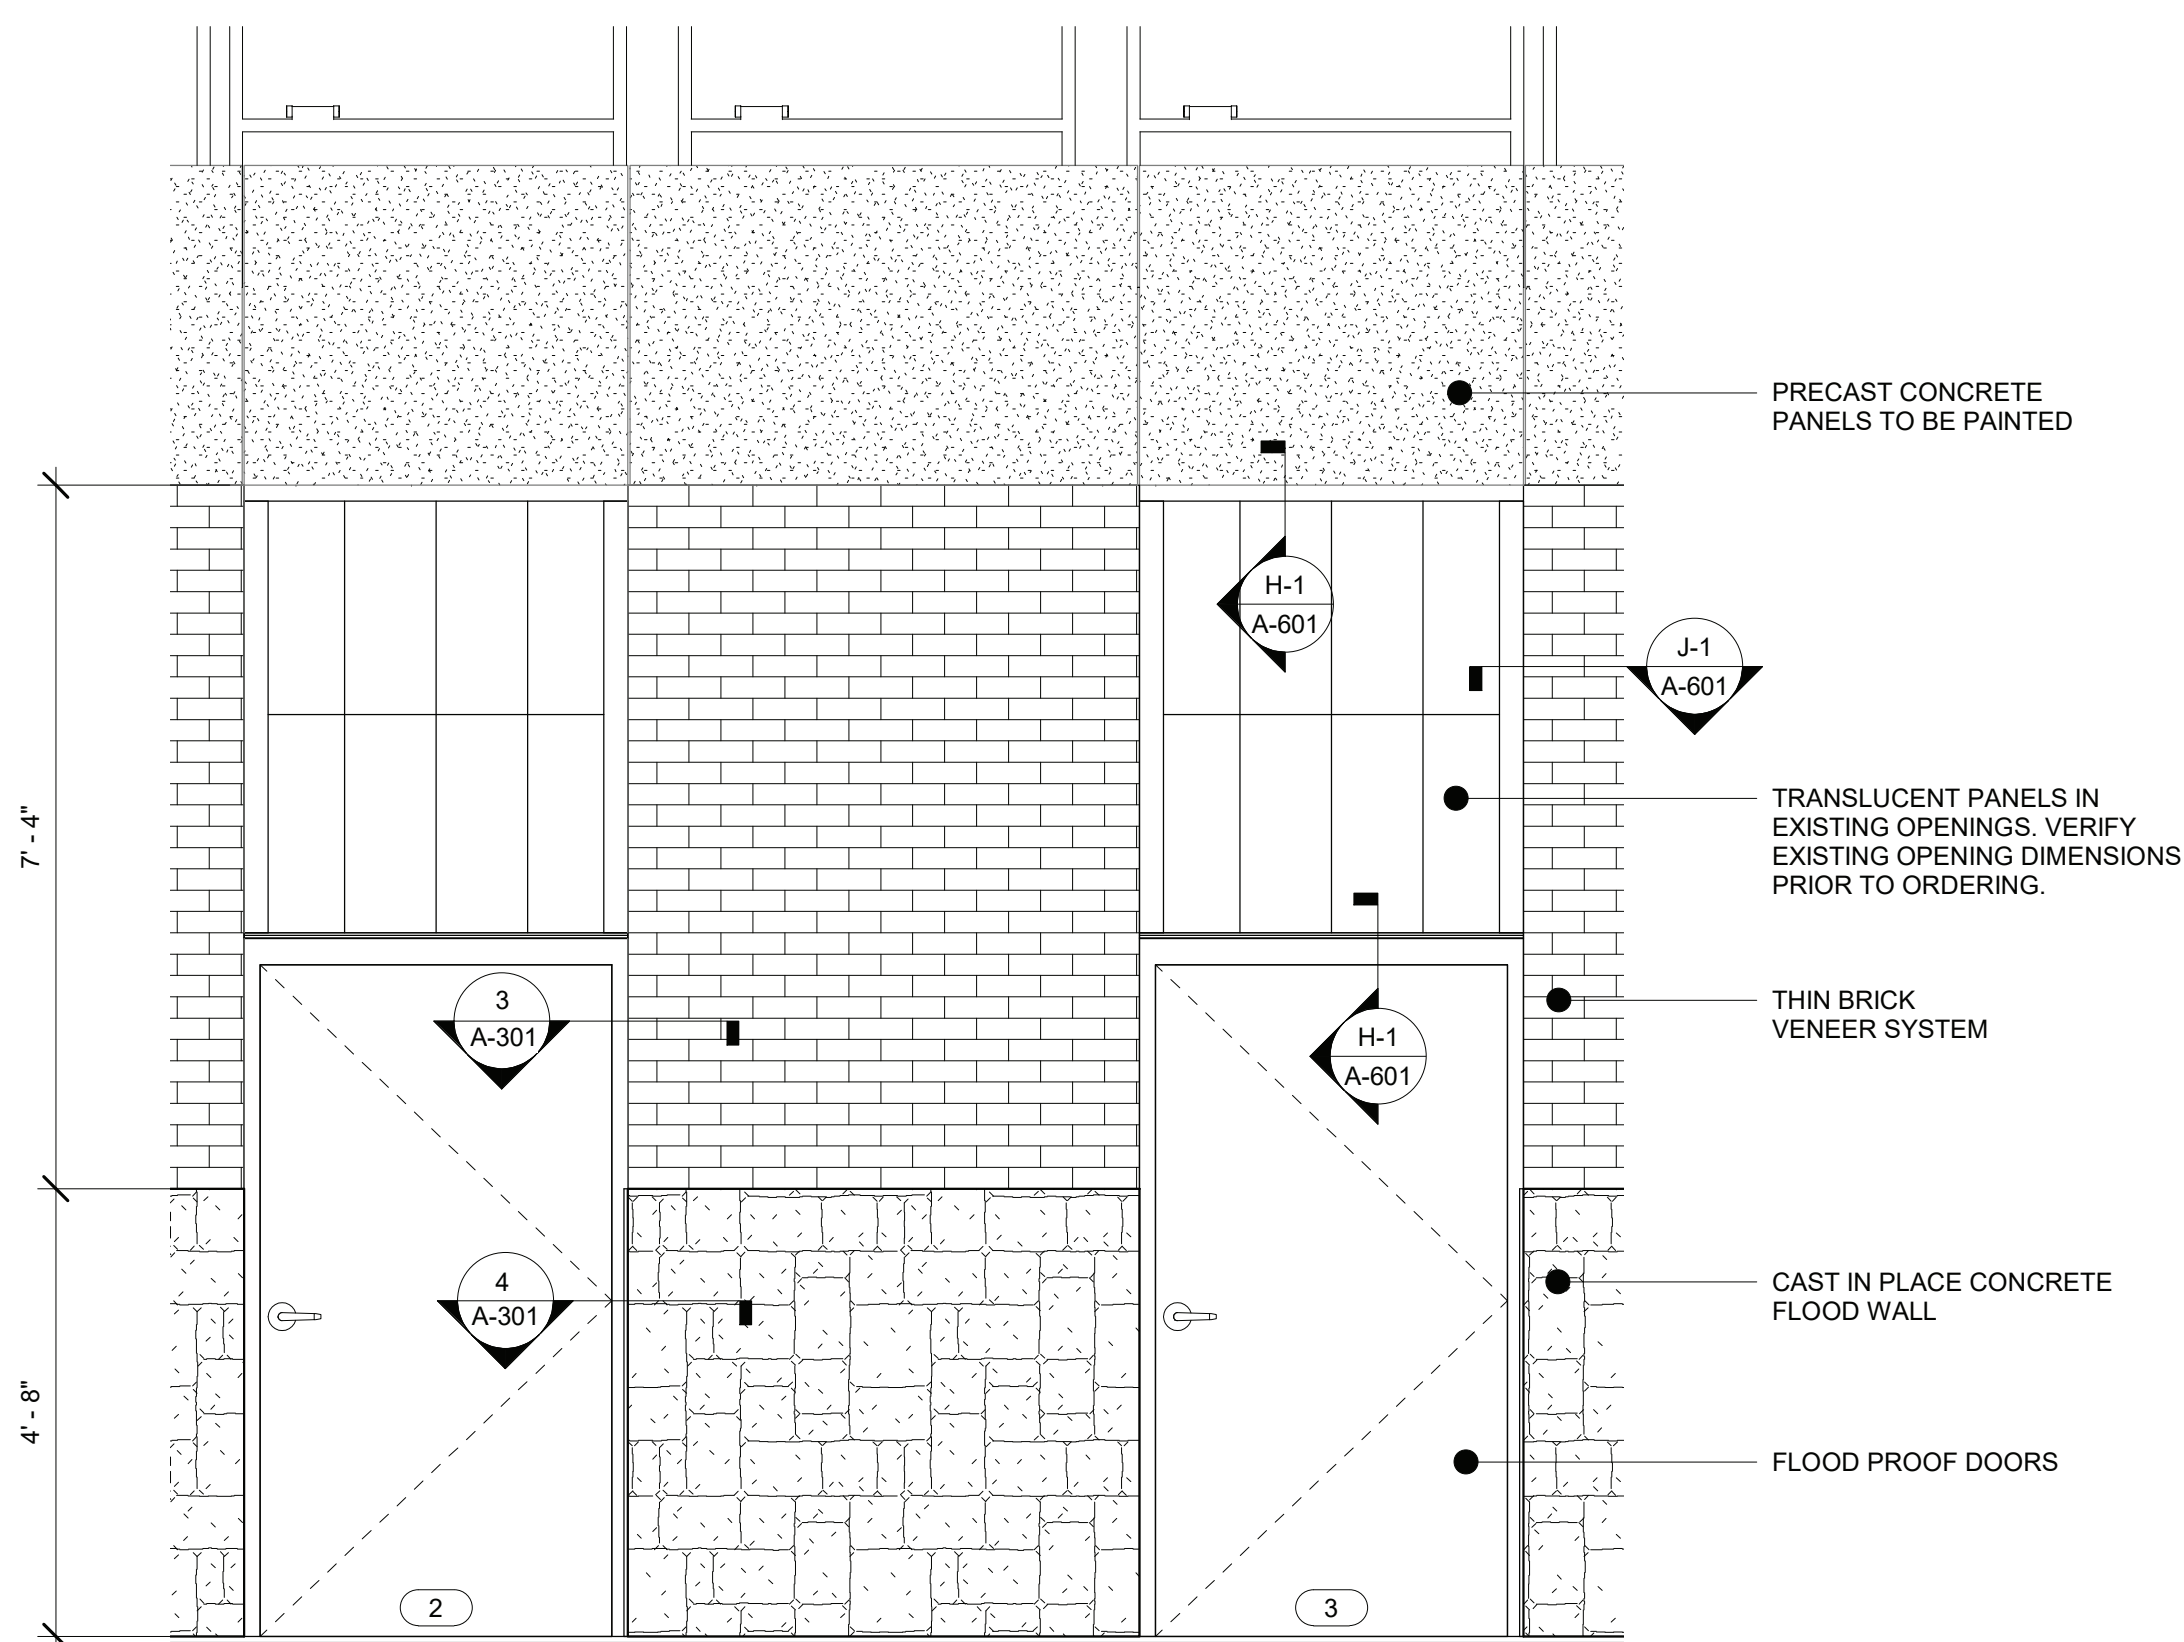 PRECAST CONCRETE
PANELS TO BE PAINTED
H-1
A-601
J-1
A-601
7' - 4"
TRANSLUCENT PANELS IN
EXISTING OPENINGS. VERIFY
EXISTING OPENING DIMENSIONS
PRIOR TO ORDERING.
3
A-301
THIN BRICK
VENEER SYSTEM
H-1
A-601
4
A-301
CAST IN PLACE CONCRETE
FLOOD WALL
4' - 8"
FLOOD PROOF DOORS
2
3